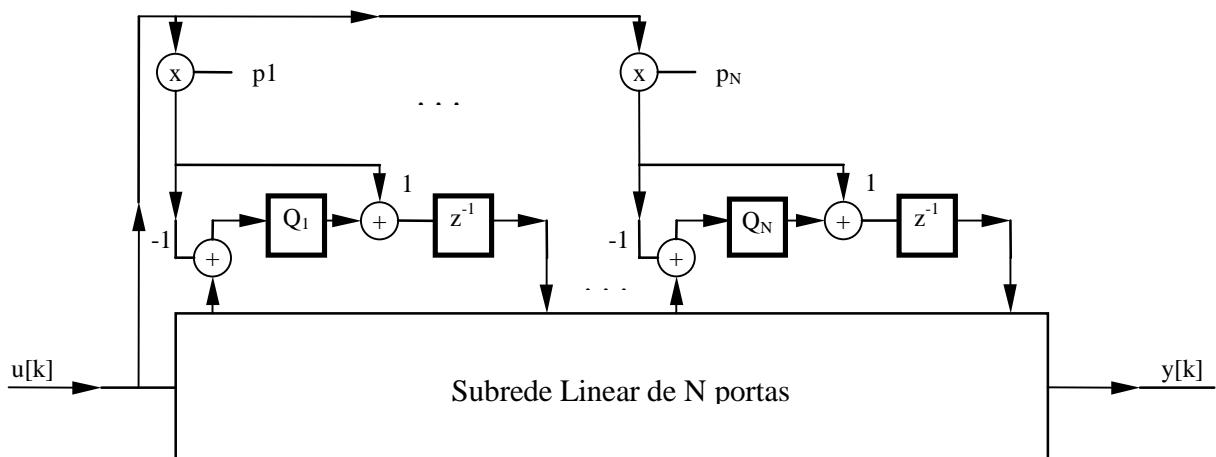 x p1 x pN
. . .
1 1
Q1 z-1 QN z-1
+ +
-1 -1
+ +
. . .
u[k] y[k]
Subrede Linear de N portas